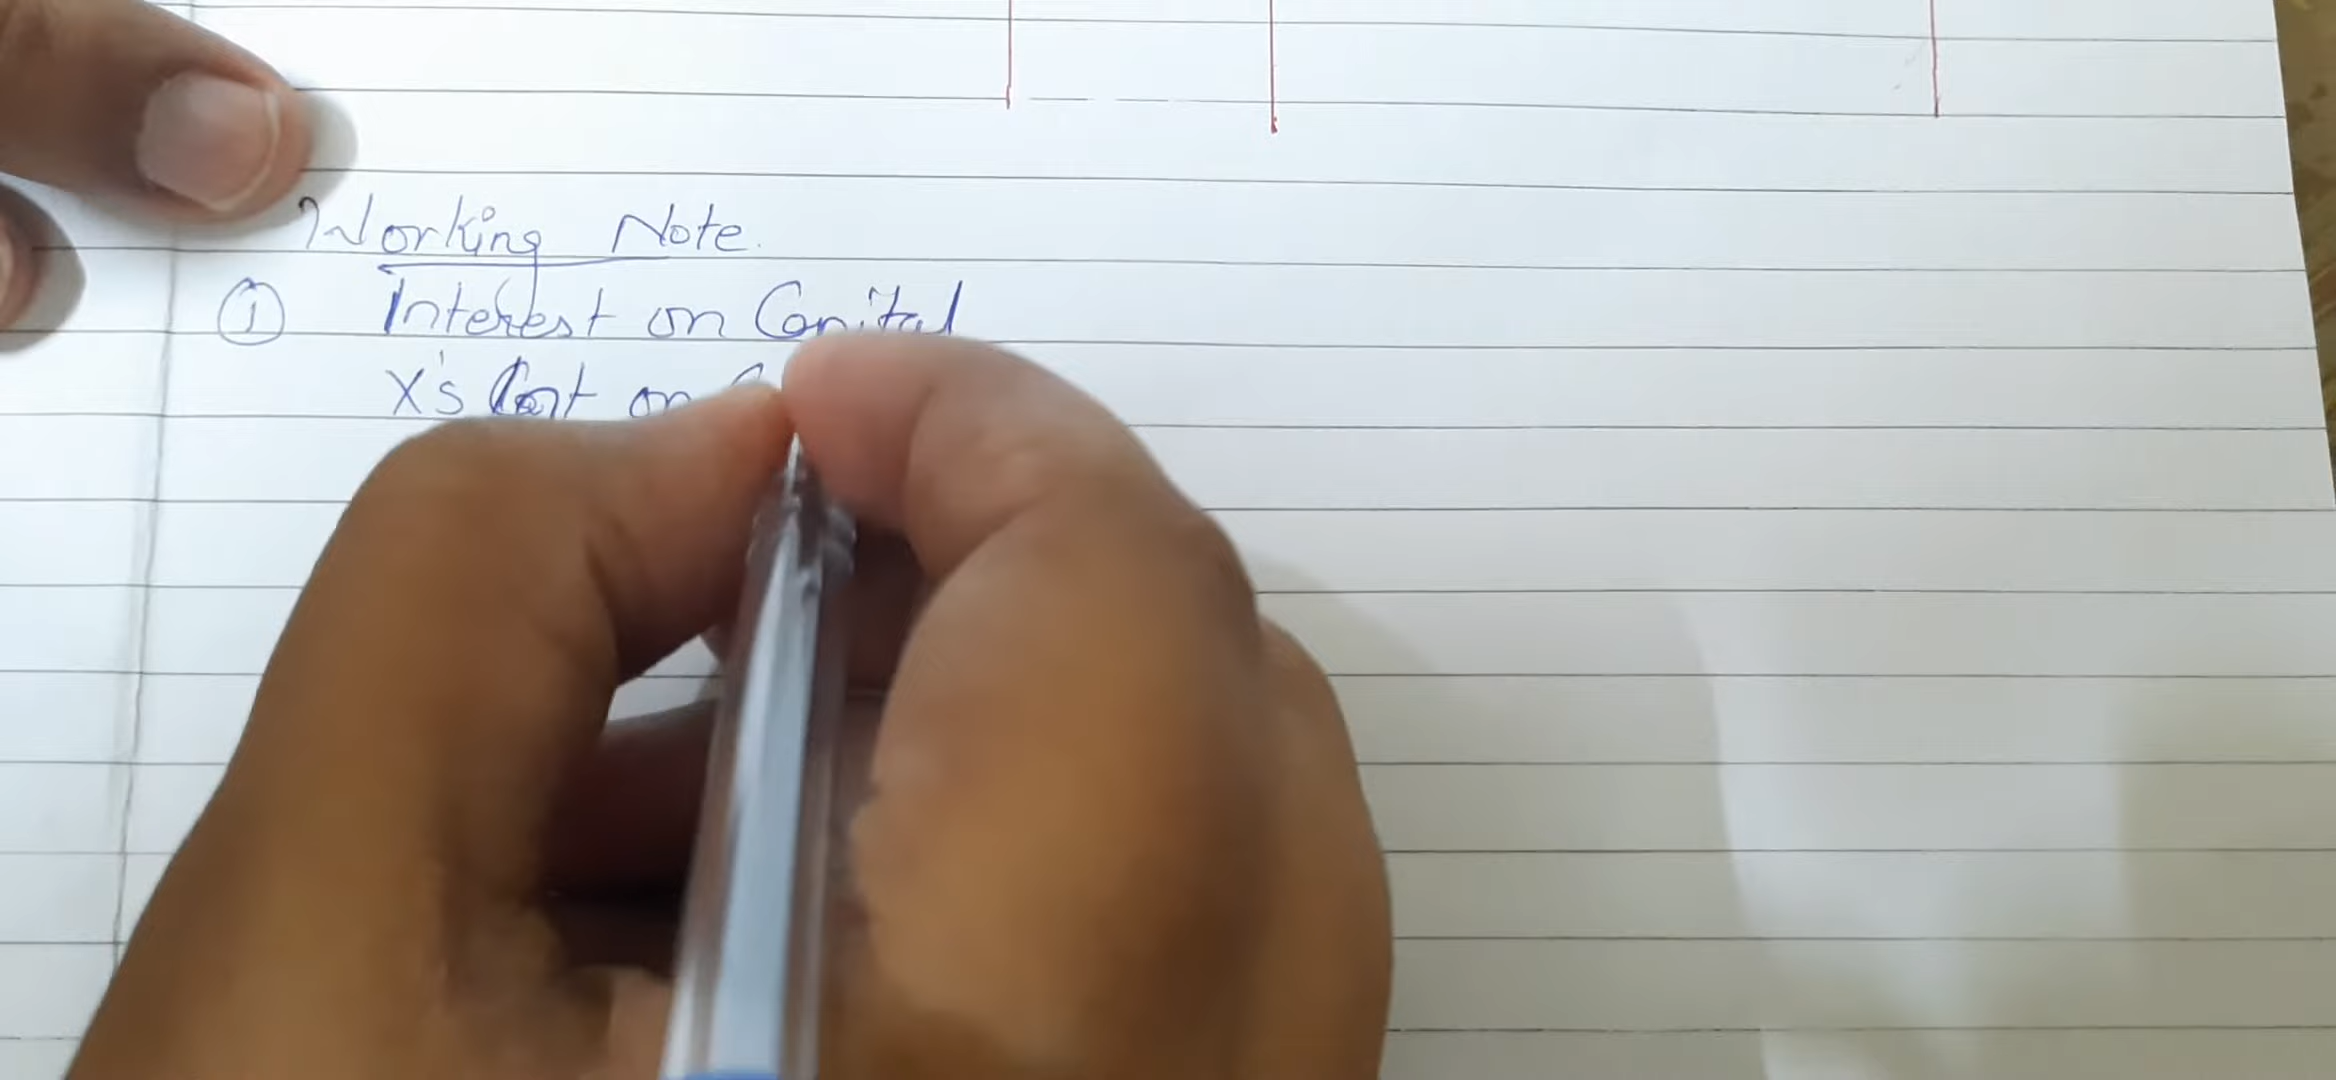 Working Note.
① Interest on Capital
X's Int on